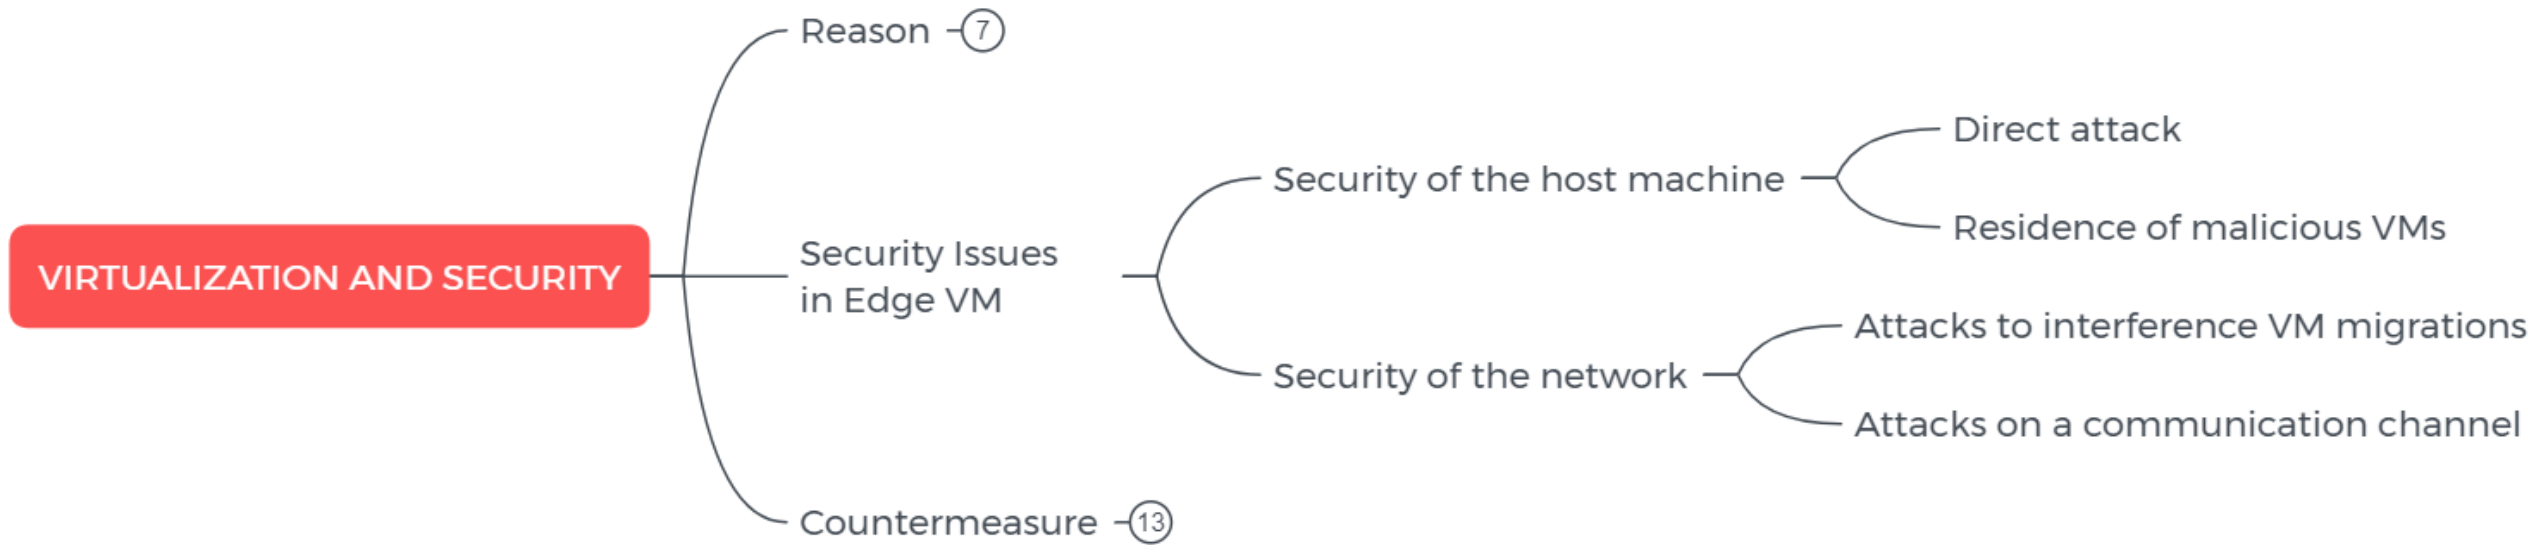 Reason
7
Direct attack
Security of the host machine
Residence of malicious VMs
VIRTUALIZATION AND SECURITY
Security Issues
in Edge VM
Attacks to interference VM migrations
Security of the network
Attacks on a communication channel
Countermeasure
13